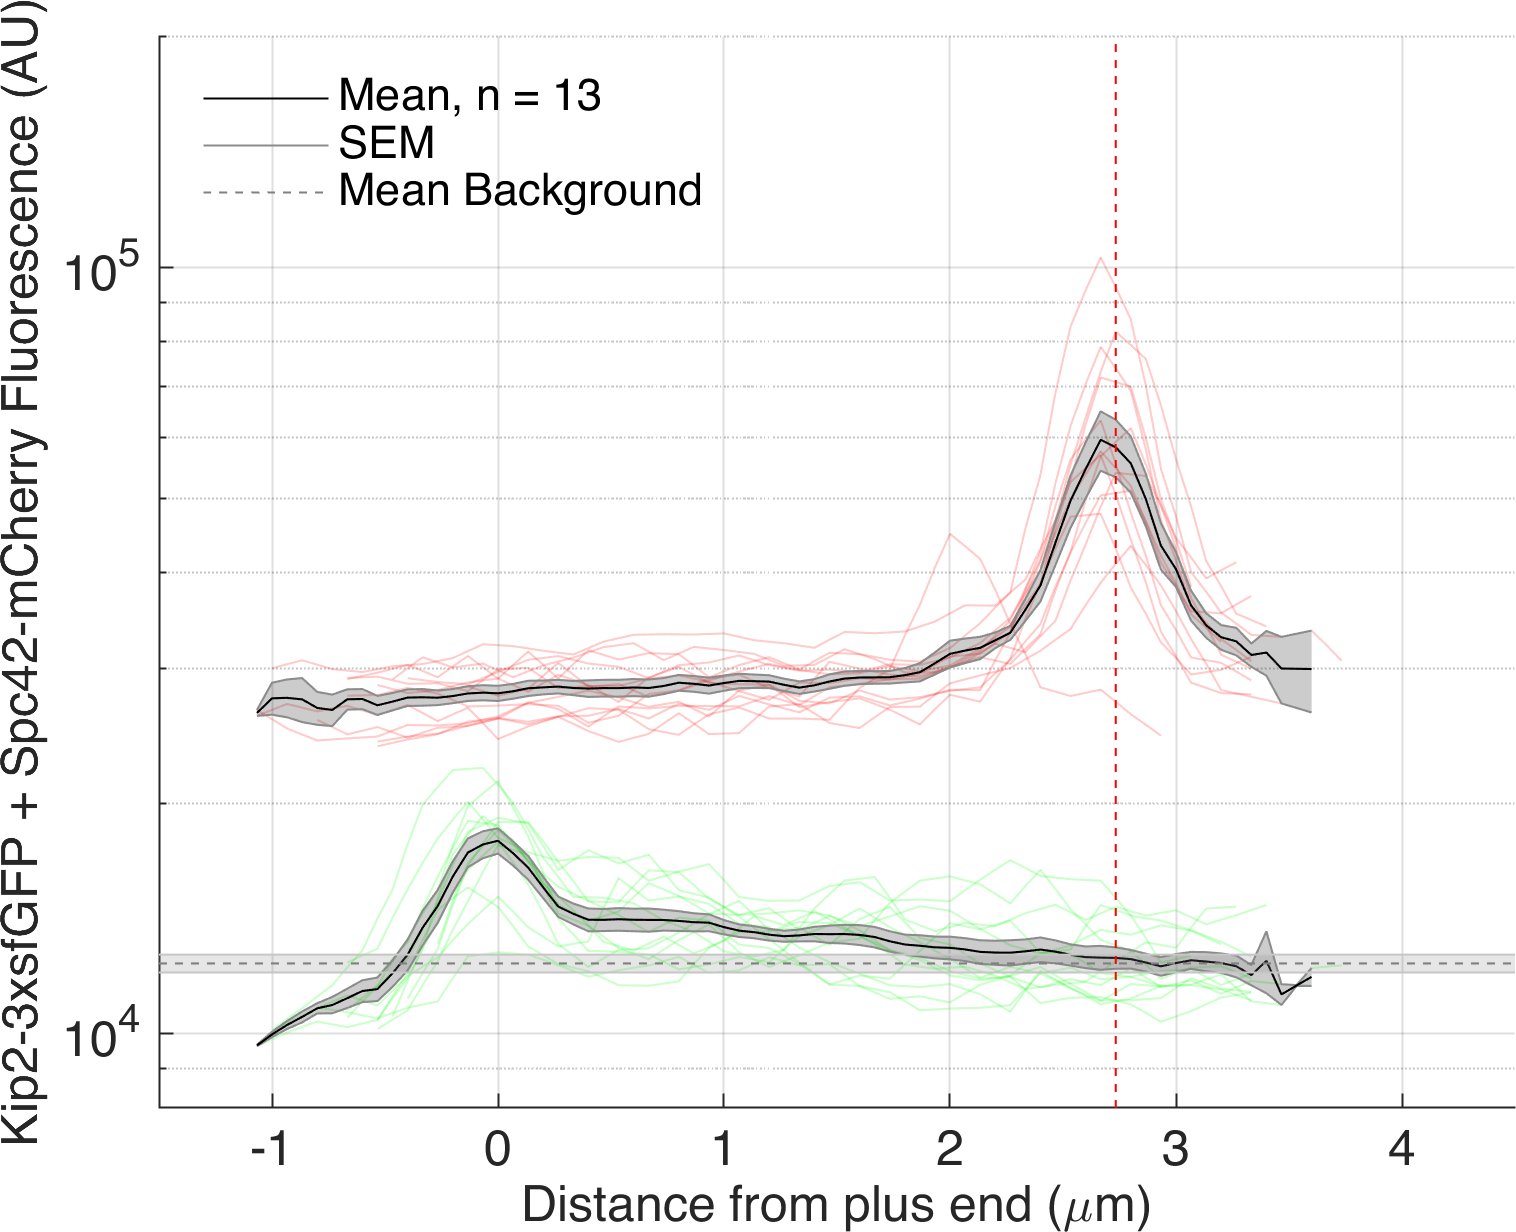 Kip2-3xsfGFP + Spc42-mCherry Fluorescence (AU)
Mean, n = 13
SEM
Mean Background
10^5
10^4
-1 0 1 2 3 4
Distance from plus end (μm)